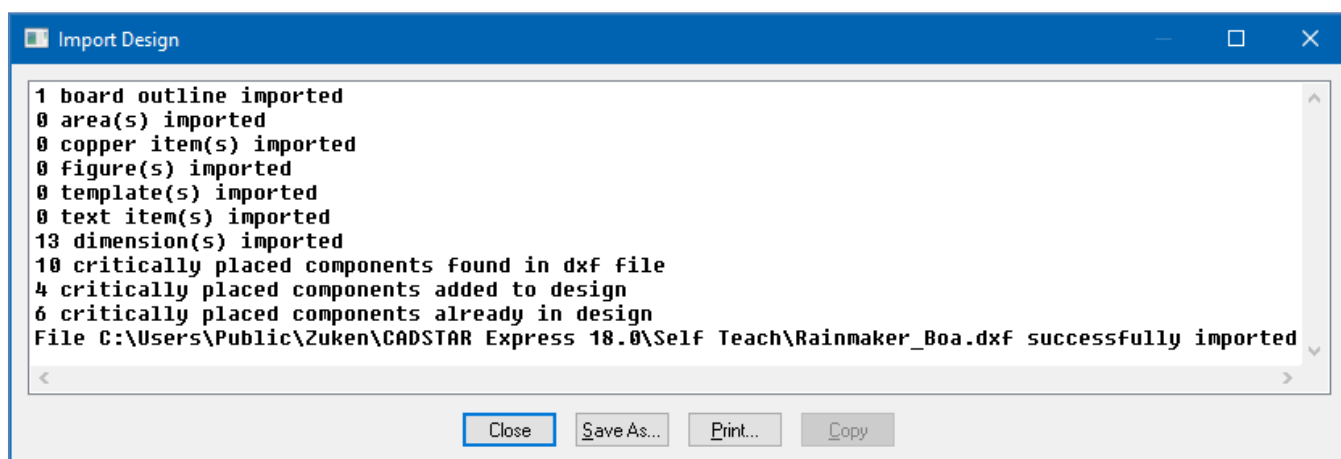 Import Design
1 board outline imported
0 area(s) imported
0 copper item(s) imported
0 figure(s) imported
0 template(s) imported
0 text item(s) imported
13 dimension(s) imported
10 critically placed components found in dxf file
4 critically placed components added to design
6 critically placed components already in design
File C:\Users\Public\Zuken\CADSTAR Express 18.0\Self Teach\Rainmaker_Boa.dxf successfully imported
Close Save As... Print... Copy